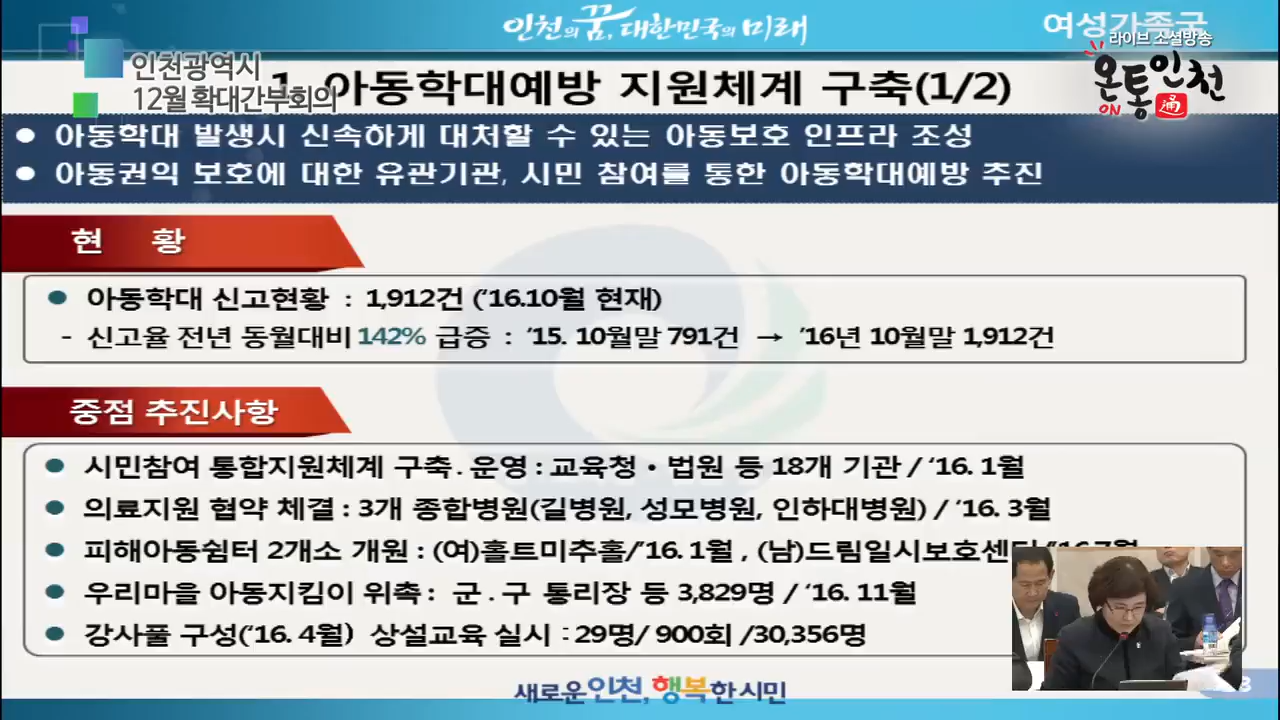 인천의 꿈, 대한민국의 미래
여성가족국
라이브 소셜방송
온통인천
ON 通
인천광역시
12월 확대간부회의
1. 아동학대예방 지원체계 구축(1/2)
● 아동학대 발생시 신속하게 대처할 수 있는 아동보호 인프라 조성
● 아동권익 보호에 대한 유관기관, 시민 참여를 통한 아동학대예방 추진
현 황
● 아동학대 신고현황 : 1,912건 (’16.10월 현재)
- 신고율 전년 동월대비 142% 급증 : ’15. 10월말 791건 → ’16년 10월말 1,912건
중점 추진사항
● 시민참여 통합지원체계 구축 . 운영 : 교육청 · 법원 등 18개 기관 / ‘16. 1월
● 의료지원 협약 체결 : 3개 종합병원(길병원, 성모병원, 인하대병원) / ’16. 3월
● 피해아동쉼터 2개소 개원 : (여)홀트미추홀/’’16. 1월 , (남)드림일시보호센터
● 우리마을 아동지킴이 위촉 : 군 . 구 통리장 등 3,829명 / ’16. 11월
● 강사풀 구성(’16. 4월) 상설교육 실시 : 29명/ 900회 /30,356명
새로운 인천, 행복한 시민